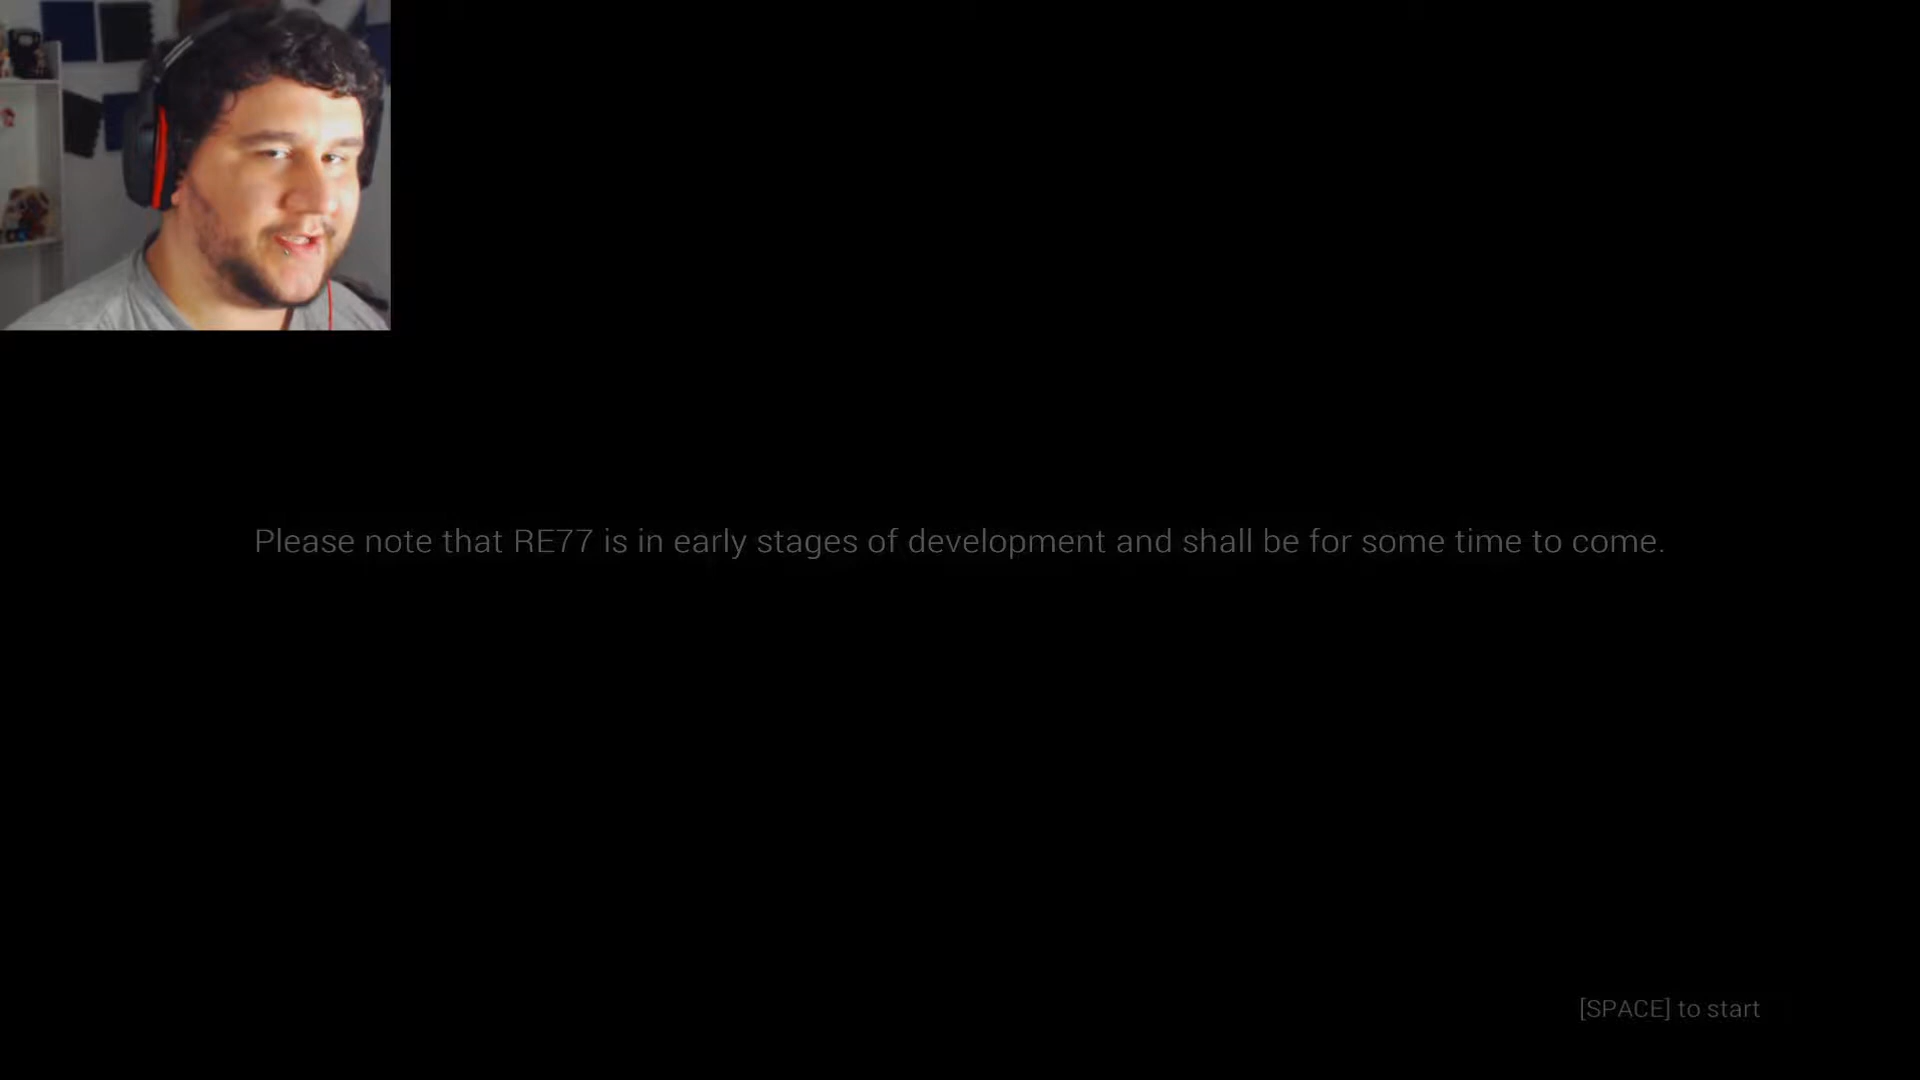 Please note that RE77 is in early stages of development and shall be for some time to come.
[SPACE] to start